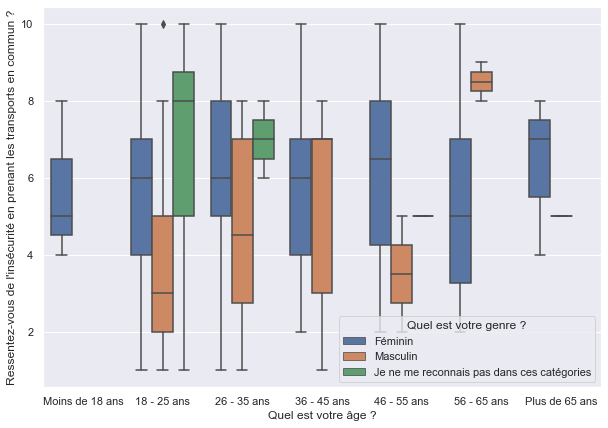 Ressentez-vous de l'insécurité en prenant les transports en commun ?
10
8
6
4
2
Quel est votre genre ?
Féminin
Masculin
Je ne me reconnais pas dans ces catégories
Moins de 18 ans 18 - 25 ans 26 - 35 ans 36 - 45 ans 46 - 55 ans 56 - 65 ans Plus de 65 ans
Quel est votre âge ?